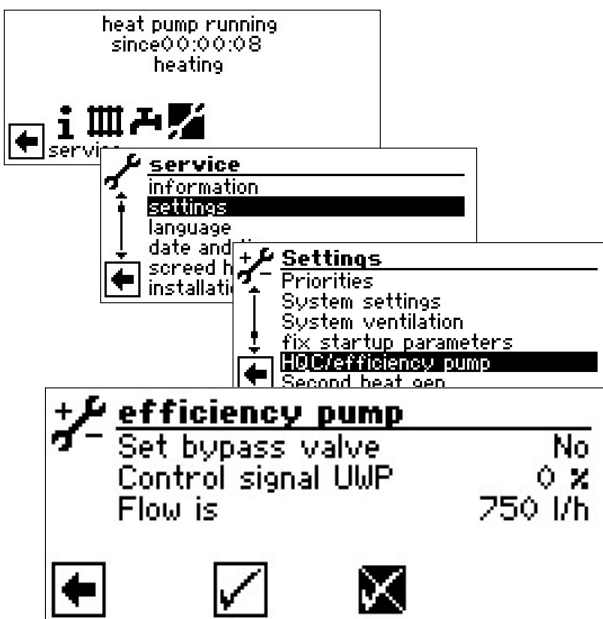 heat pump running
since00:00:08
heating
service
information
settings
language
date and
screed h
installati
Settings
Priorities
System settings
System ventilation
fix startup parameters
HQC/efficiency pump
Second heat gen
efficiency pump
Set bypass valve No
Control signal UWP 0 %
Flow is 750 l/h